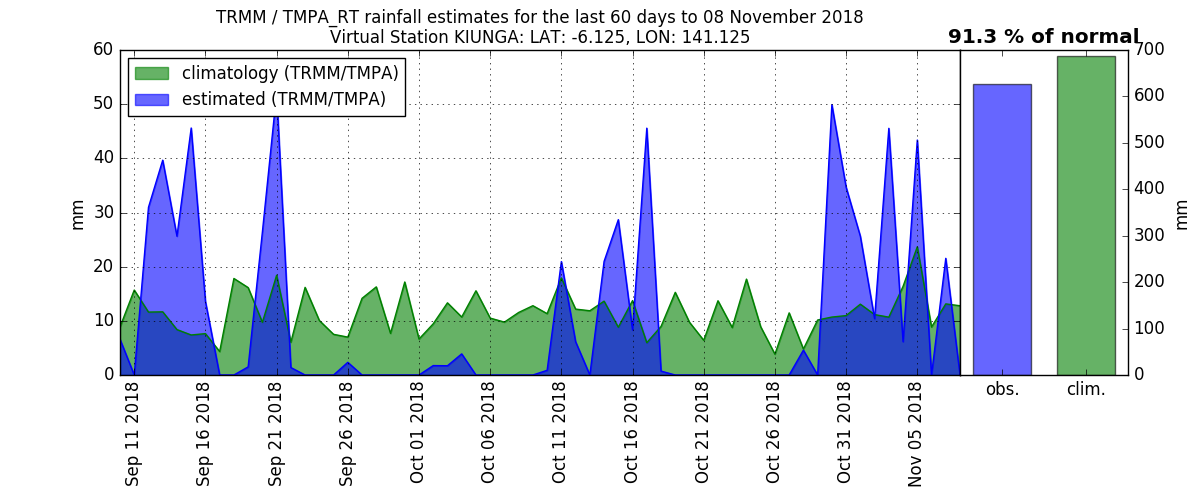 TRMM / TMPA_RT rainfall estimates for the last 60 days to 08 November 2018
Virtual Station KIUNGA: LAT: -6.125, LON: 141.125
91.3 % of normal
climatology (TRMM/TMPA)
estimated (TRMM/TMPA)
60
50
40
30
20
10
0
mm
Sep 11 2018
Sep 16 2018
Sep 21 2018
Sep 26 2018
Oct 01 2018
Oct 06 2018
Oct 11 2018
Oct 16 2018
Oct 21 2018
Oct 26 2018
Oct 31 2018
Nov 05 2018
obs.
clim.
700
600
500
400
300
200
100
0
mm